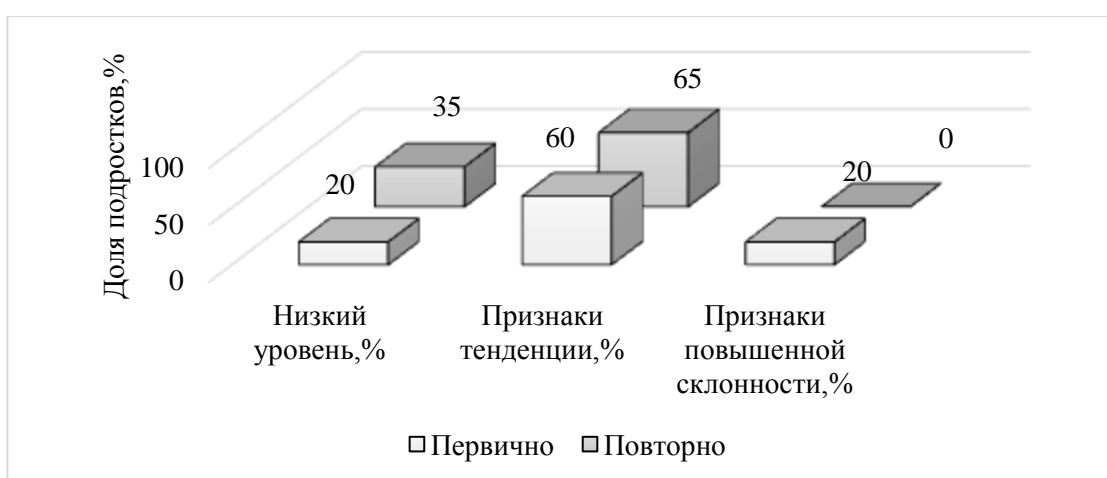 Доля подростков,%
100
50
0
20
35
60
65
20
0
Низкий
уровень,%
Признаки
тенденции,%
Признаки
повышенной
склонности,%
Первично
Повторно